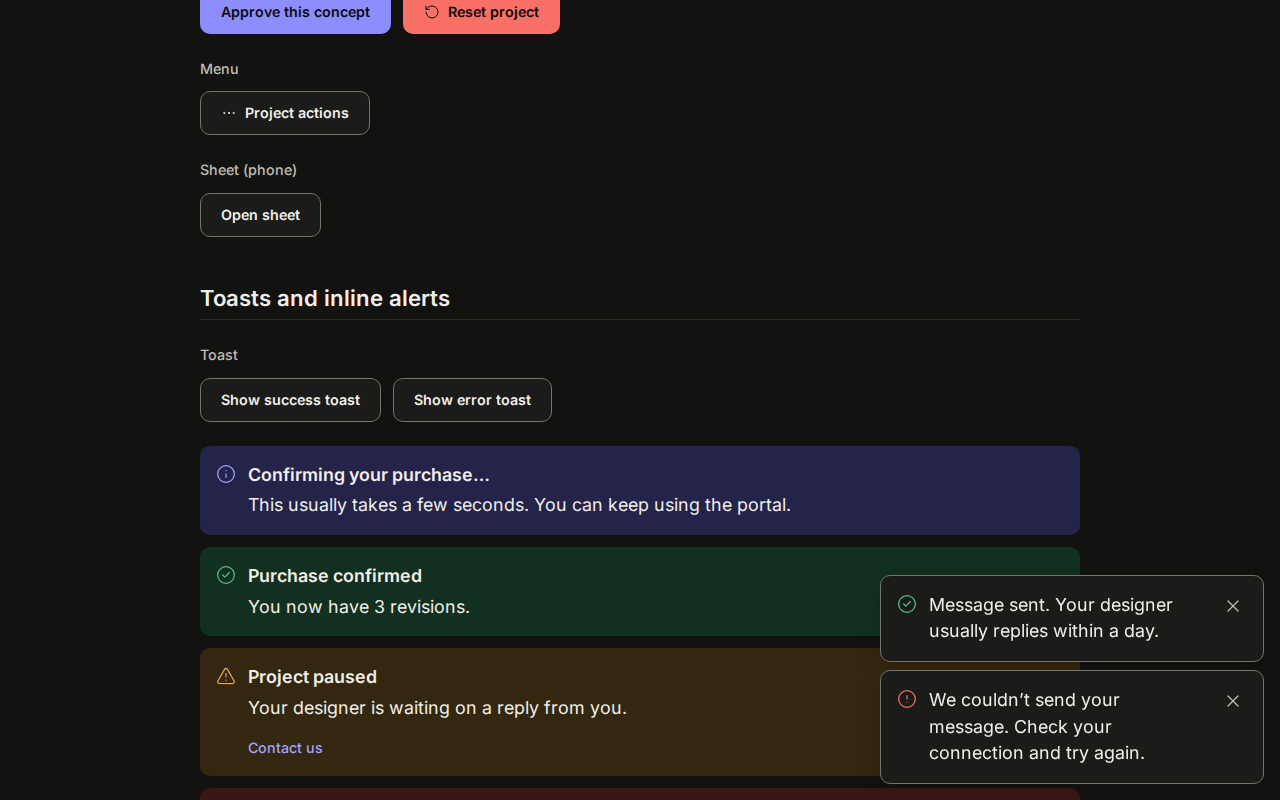 Approve this concept
Reset project
Menu
Project actions
Sheet (phone)
Open sheet
Toasts and inline alerts
Toast
Show success toast
Show error toast
Confirming your purchase…
This usually takes a few seconds. You can keep using the portal.
Purchase confirmed
You now have 3 revisions.
Project paused
Your designer is waiting on a reply from you.
Contact us
Message sent. Your designer
usually replies within a day.
We couldn’t send your
message. Check your
connection and try again.